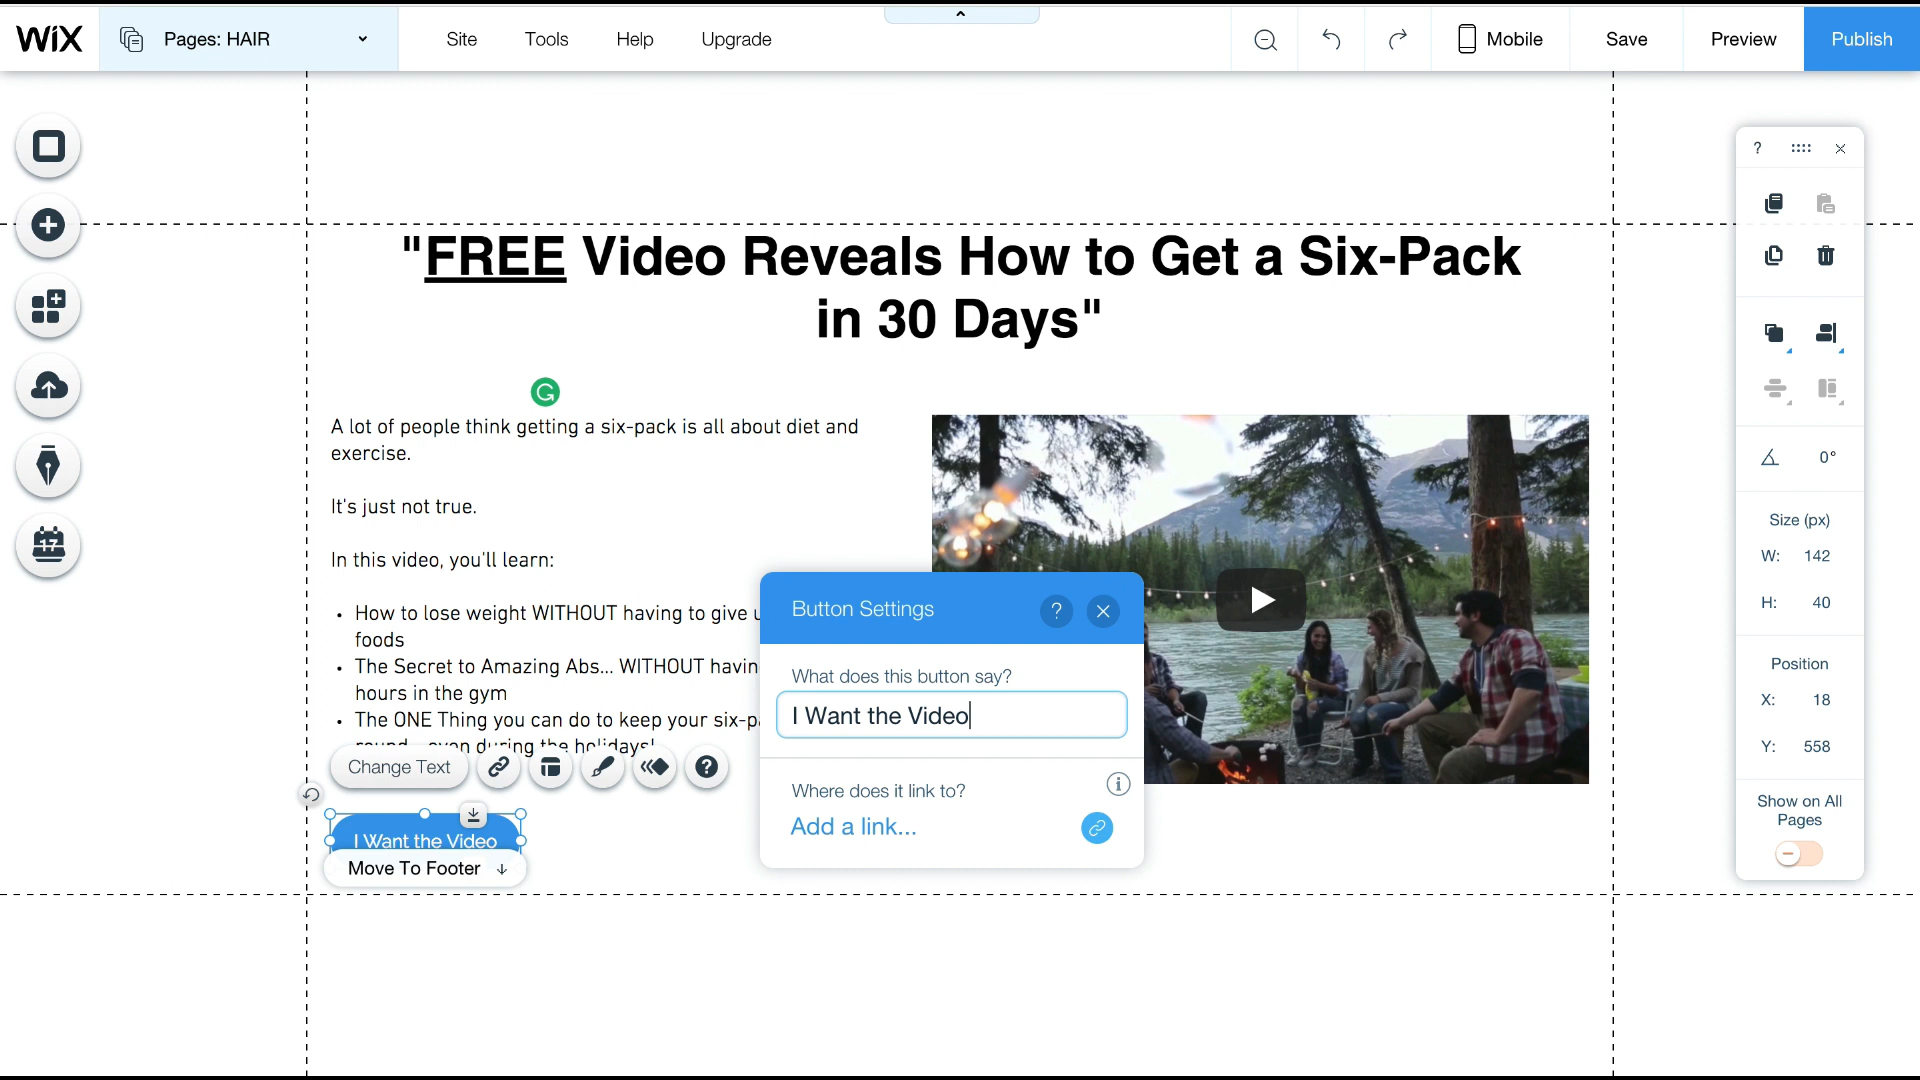 WIX
Pages: HAIR
Site
Tools
Help
Upgrade
Mobile
Save
Preview
Publish
"FREE Video Reveals How to Get a Six-Pack
in 30 Days"
A lot of people think getting a six-pack is all about diet and
exercise.
It's just not true.
In this video, you'll learn:
• How to lose weight WITHOUT having to give
foods
• The Secret to Amazing Abs... WITHOUT
hours in the gym
• The ONE Thing you can do to keep your
even during the holidays!
Change Text
?
I Want the Video
Move To Footer
Button Settings
?
What does this button say?
I Want the Video
Where does it link to?
i
Add a link...
17
?
0°
Size (px)
W: 142
H: 40
Position
X: 18
Y: 558
Show on All
Pages